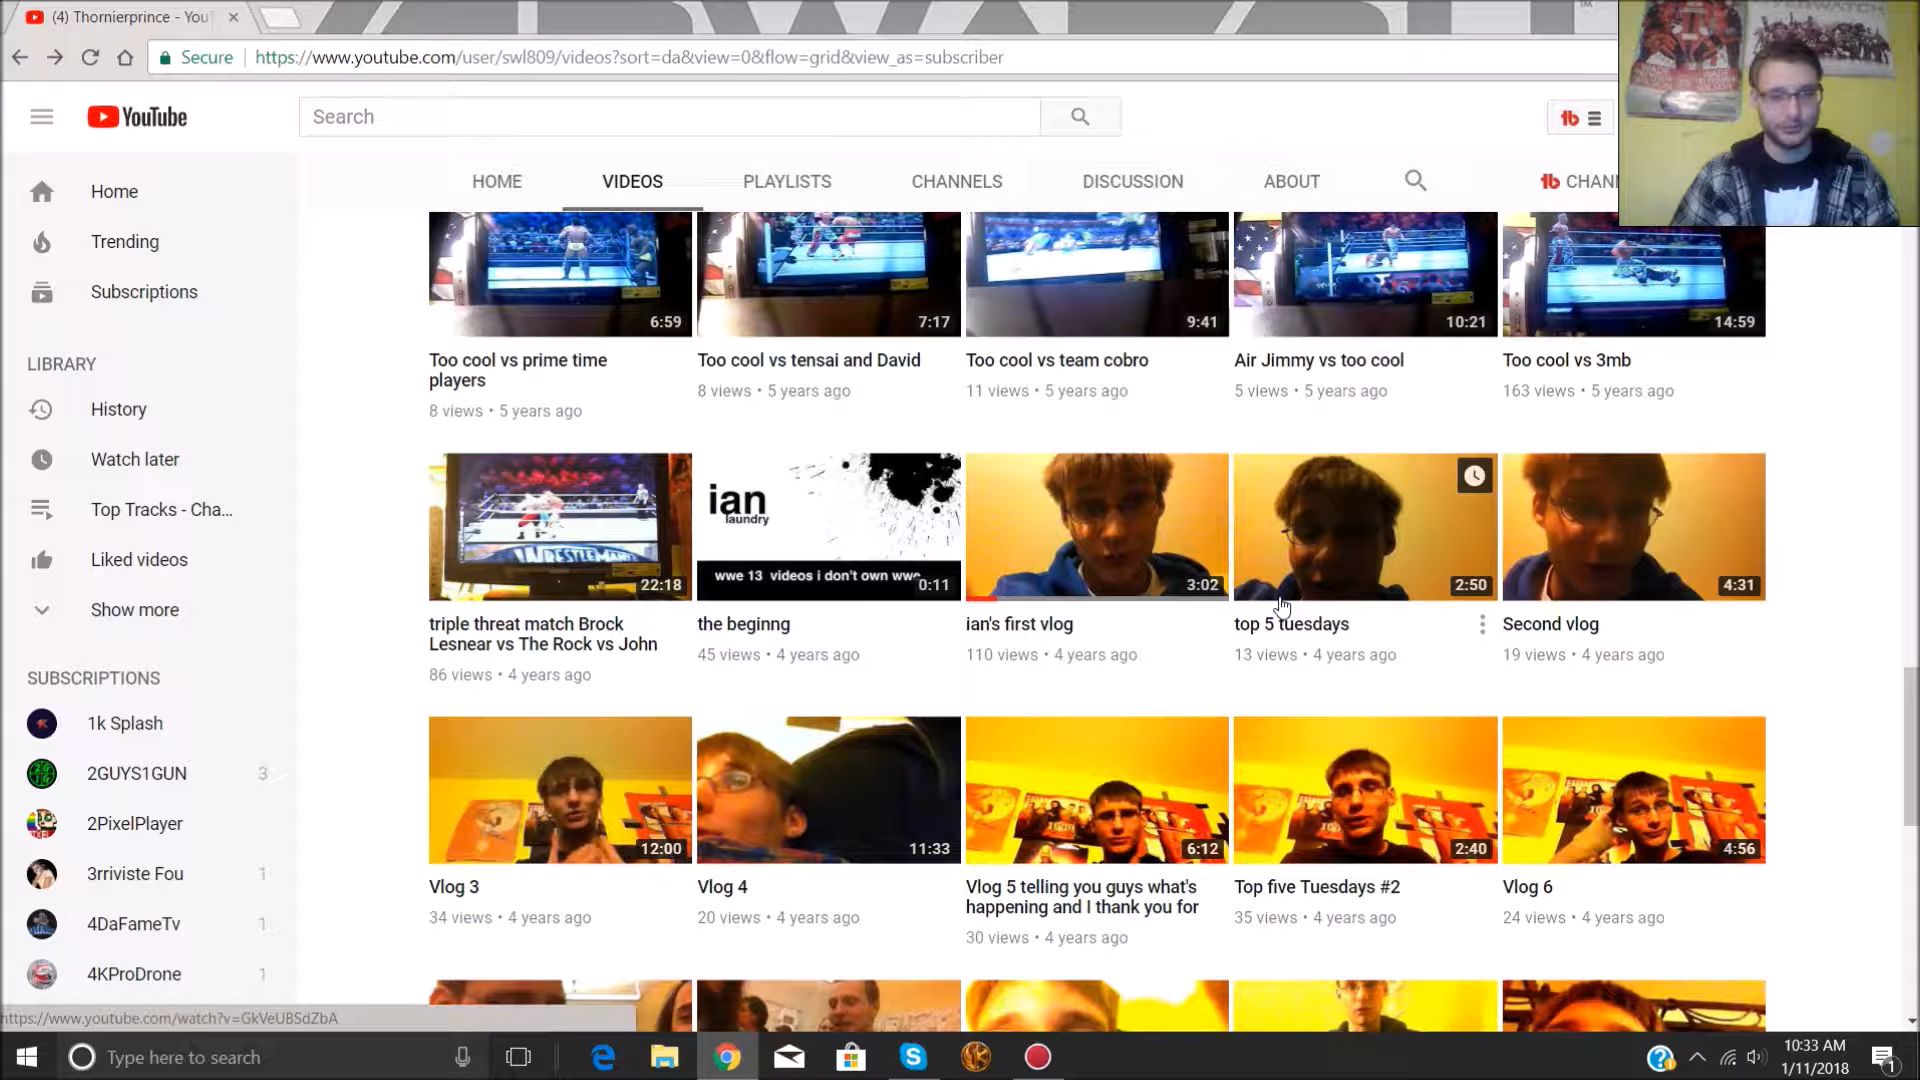 (4) Thornierprince - You
Secure https://www.youtube.com/user/swl809/videos?sort=da&view=0&flow=grid&view_as=subscriber
YouTube
Search
HOME VIDEOS PLAYLISTS CHANNELS DISCUSSION ABOUT CHAN
Home
Trending
Subscriptions
LIBRARY
History
Watch later
Top Tracks - Cha...
Liked videos
Show more
SUBSCRIPTIONS
1k Splash
2GUYS1GUN 3
2PixelPlayer
3rriviste Fou 1
4DaFameTv 1
4KProDrone 1
6:59 7:17 9:41 10:21 14:59
Too cool vs prime time
players
8 views • 5 years ago
Too cool vs tensai and David
8 views • 5 years ago
Too cool vs team cobro
11 views • 5 years ago
Air Jimmy vs too cool
5 views • 5 years ago
Too cool vs 3mb
163 views • 5 years ago
ian
laundry
wwe 13 videos i don't own wwe
22:18 0:11 3:02 2:50 4:31
triple threat match Brock
Lesnear vs The Rock vs John
86 views • 4 years ago
the beginng
45 views • 4 years ago
ian's first vlog
110 views • 4 years ago
top 5 tuesdays
13 views • 4 years ago
Second vlog
19 views • 4 years ago
12:00 11:33 6:12 2:40 4:56
Vlog 3
34 views • 4 years ago
Vlog 4
20 views • 4 years ago
Vlog 5 telling you guys what's
happening and I thank you for
30 views • 4 years ago
Top five Tuesdays #2
35 views • 4 years ago
Vlog 6
24 views • 4 years ago
https://www.youtube.com/watch?v=GkVeUBSdZbA
Type here to search
10:33 AM
1/11/2018
1